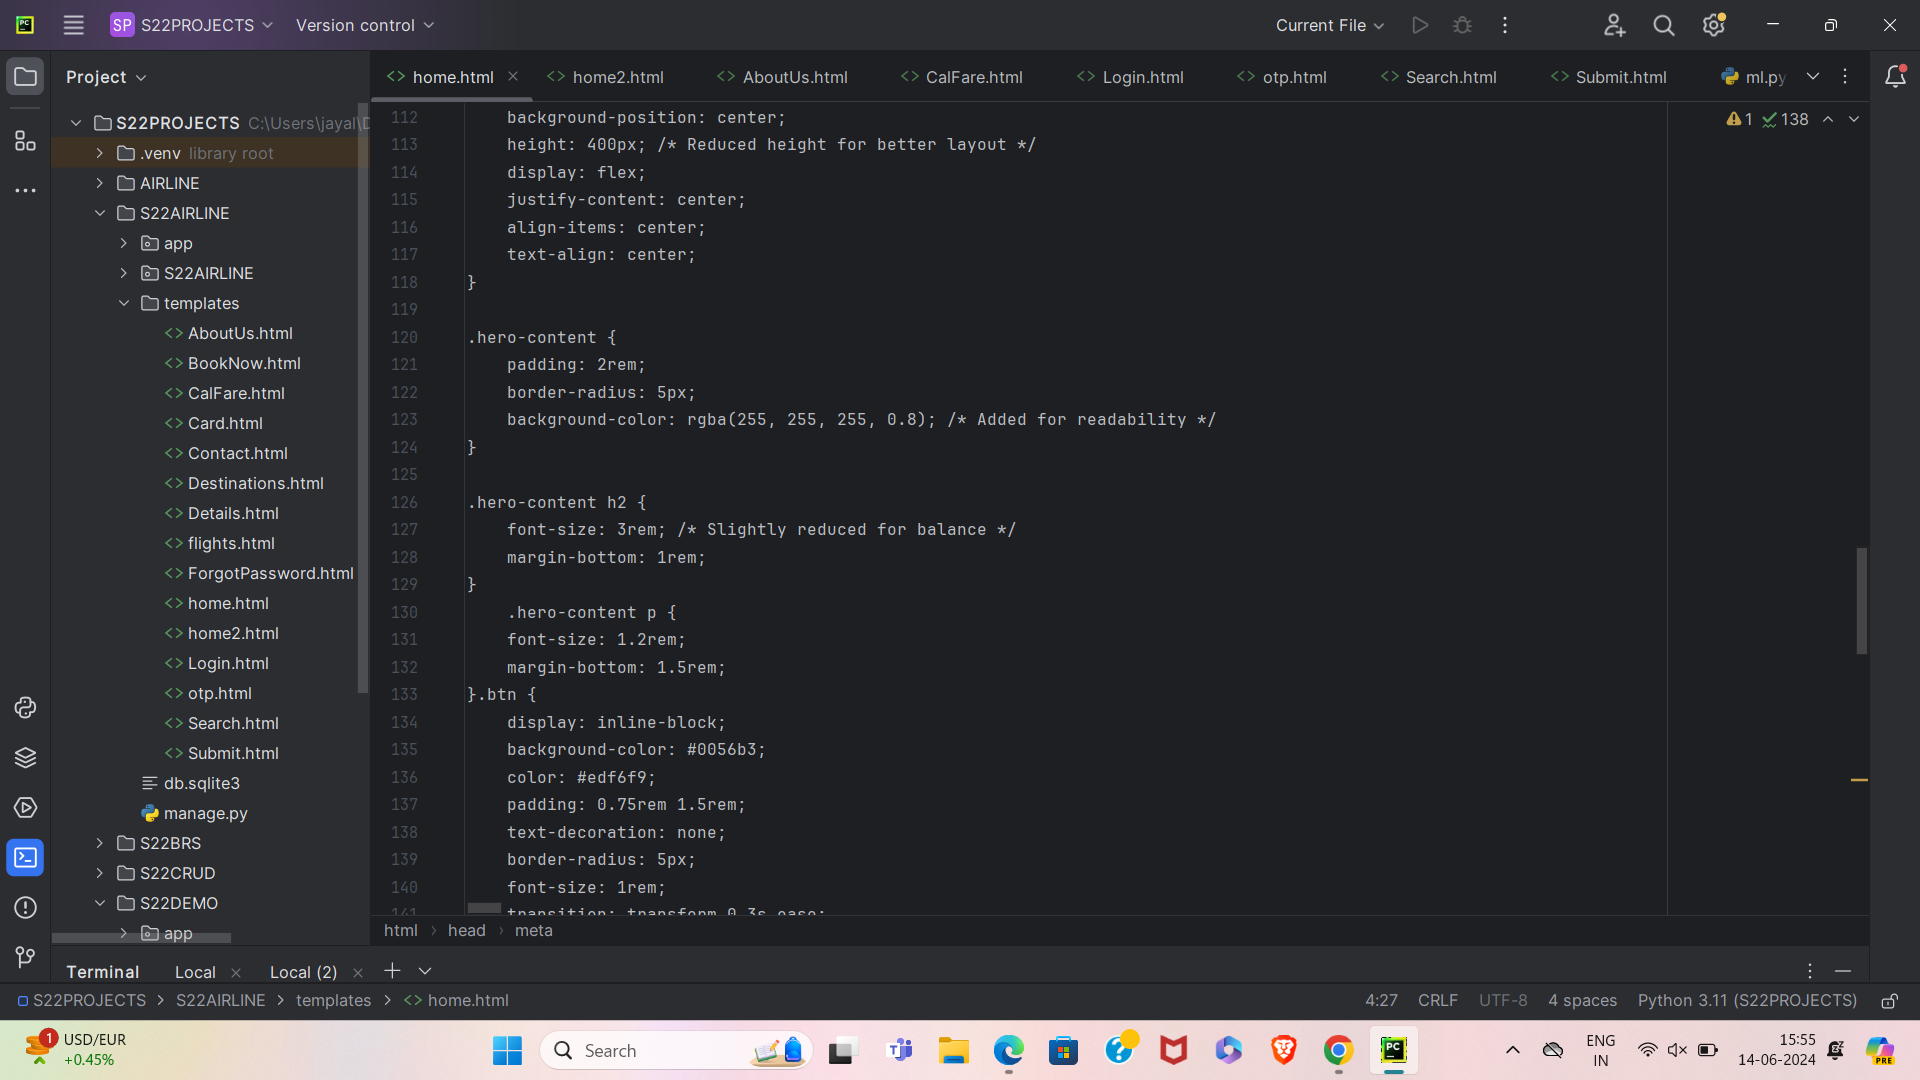 SP S22PROJECTS Version control Current File
Project
home.html home2.html AboutUs.html CalFare.html Login.html otp.html Search.html Submit.html ml.py
S22PROJECTS C:\Users\jayal\D
.venv library root
AIRLINE
S22AIRLINE
app
S22AIRLINE
templates
AboutUs.html
BookNow.html
CalFare.html
Card.html
Contact.html
Destinations.html
Details.html
flights.html
ForgotPassword.html
home.html
home2.html
Login.html
otp.html
Search.html
Submit.html
db.sqlite3
manage.py
S22BRS
S22CRUD
S22DEMO
app
1 138
112 background-position: center;
113 height: 400px; /* Reduced height for better layout */
114 display: flex;
115 justify-content: center;
116 align-items: center;
117 text-align: center;
118 }
119
120 .hero-content {
121 padding: 2rem;
122 border-radius: 5px;
123 background-color: rgba(255, 255, 255, 0.8); /* Added for readability */
124 }
125
126 .hero-content h2 {
127 font-size: 3rem; /* Slightly reduced for balance */
128 margin-bottom: 1rem;
129 }
130 .hero-content p {
131 font-size: 1.2rem;
132 margin-bottom: 1.5rem;
133 }.btn {
134 display: inline-block;
135 background-color: #0056b3;
136 color: #edf6f9;
137 padding: 0.75rem 1.5rem;
138 text-decoration: none;
139 border-radius: 5px;
140 font-size: 1rem;
141 transition: transform 0.3s ease;
html > head > meta
Terminal Local Local (2)
S22PROJECTS > S22AIRLINE > templates > home.html 4:27 CRLF UTF-8 4 spaces Python 3.11 (S22PROJECTS)
1 USD/EUR
+0.45%
Search
ENG
IN
15:55
14-06-2024
PRE